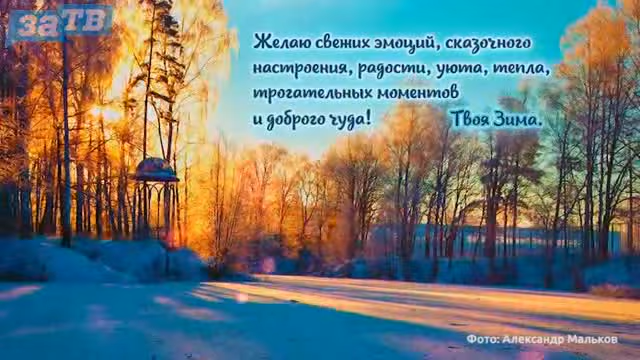 заТВ
Желаю свежих эмоций, сказочного
настроения, радости, уюта, тепла,
трогательных моментов
и доброго чуда! Твоя Зима.
Фото: Александр Мальков